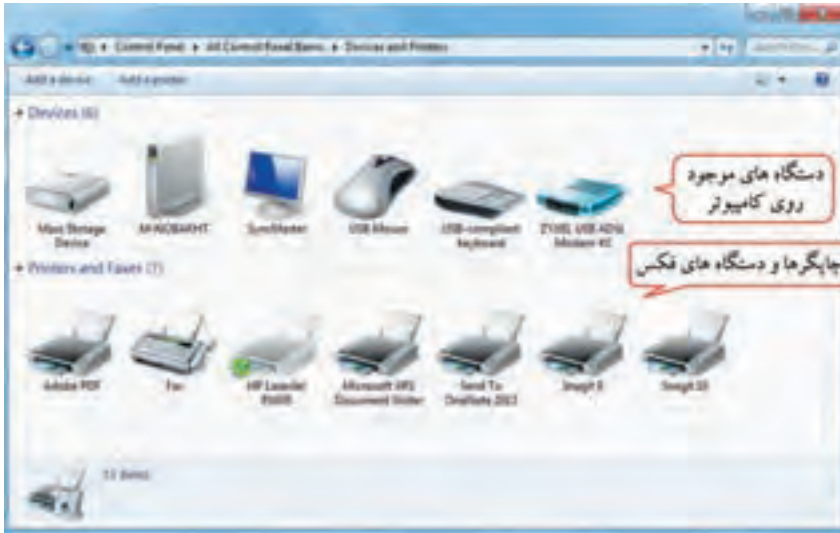 Control Panel ▸ All Control Panel Items ▸ Devices and Printers
Add a device Add a printer
Devices (6)
Mass Storage
Device
M-NOBAKHT
SyncMaster
USB Mouse
USB-compliant
keyboard
ZyXEL USB ADSL
Modem
دستگاه های موجود
روی کامپیوتر
Printers and Faxes (7)
چاپگرها و دستگاه های فکس
Adobe PDF
Fax
HP LaserJet
Microsoft XPS
Document Writer
Send To
OneNote 2013
Snagit 8
Snagit 10
13 items